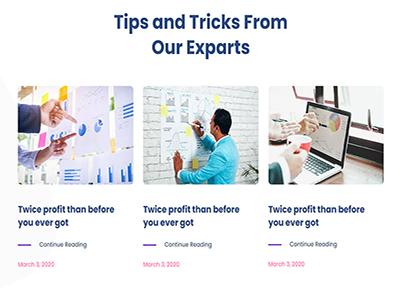 Tips and Tricks From
Our Exparts
Twice profit than before
you ever got
Continue Reading
March 3, 2020
Twice profit than before
you ever got
Continue Reading
March 3, 2020
Twice profit than before
you ever got
Continue Reading
March 3, 2020